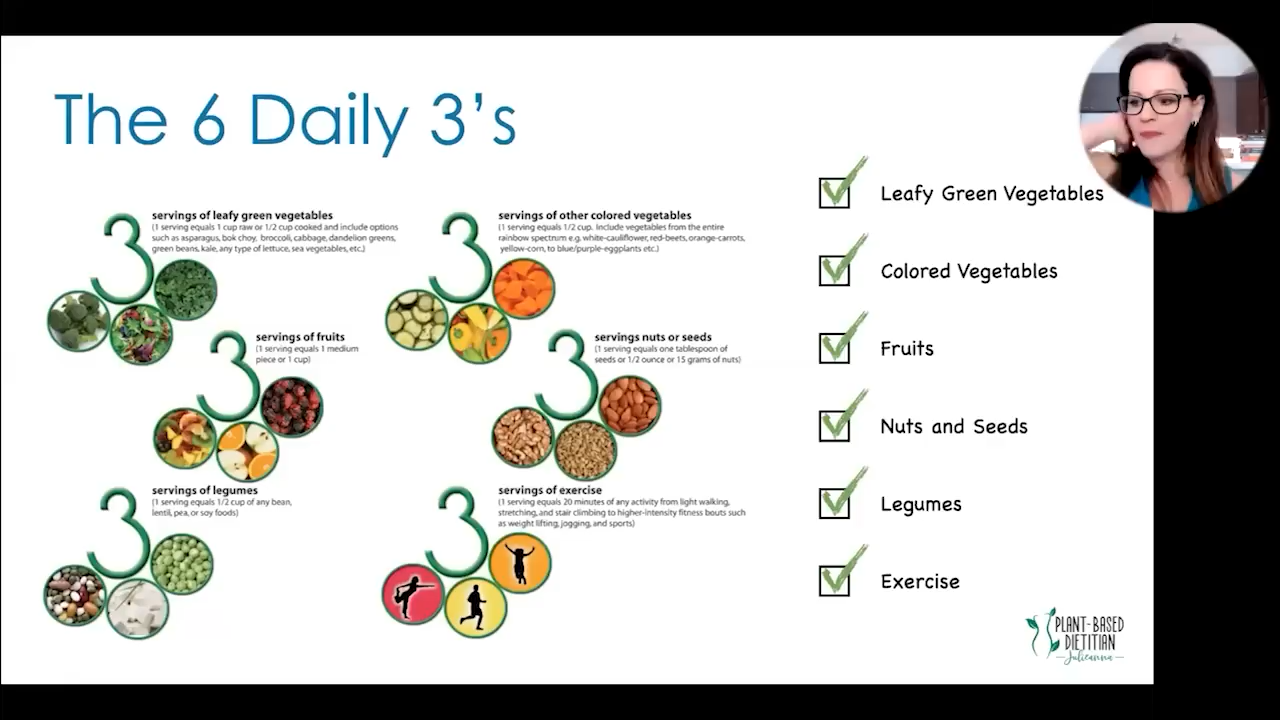 The 6 Daily 3's
3
servings of leafy green vegetables
(1 serving equals 1 cup raw or 1/2 cup cooked and include options
such as asparagus, bok choy, broccoli, cabbage, dandelion greens,
green beans, kale, any type of lettuce, sea vegetables, etc.)
3
servings of other colored vegetables
(1 serving equals 1/2 cup. Include vegetables from the entire
rainbow spectrum e.g. white-cauliflower, red-beets, orange-carrots,
yellow-corn, to blue/purple-eggplants etc.)
3
servings of fruits
(1 serving equals 1 medium
piece or 1 cup)
3
servings nuts or seeds
(1 serving equals one tablespoon of
seeds or 1/2 ounce or 15 grams of nuts)
3
servings of legumes
(1 serving equals 1/2 cup of any bean,
lentil, pea, or soy foods)
3
servings of exercise
(1 serving equals 20 minutes of any activity from light walking,
stretching, and stair climbing to higher-intensity fitness bouts such
as weight lifting, jogging, and sports)
Leafy Green Vegetables
Colored Vegetables
Fruits
Nuts and Seeds
Legumes
Exercise
PLANT-BASED
DIETITIAN
Julieanna